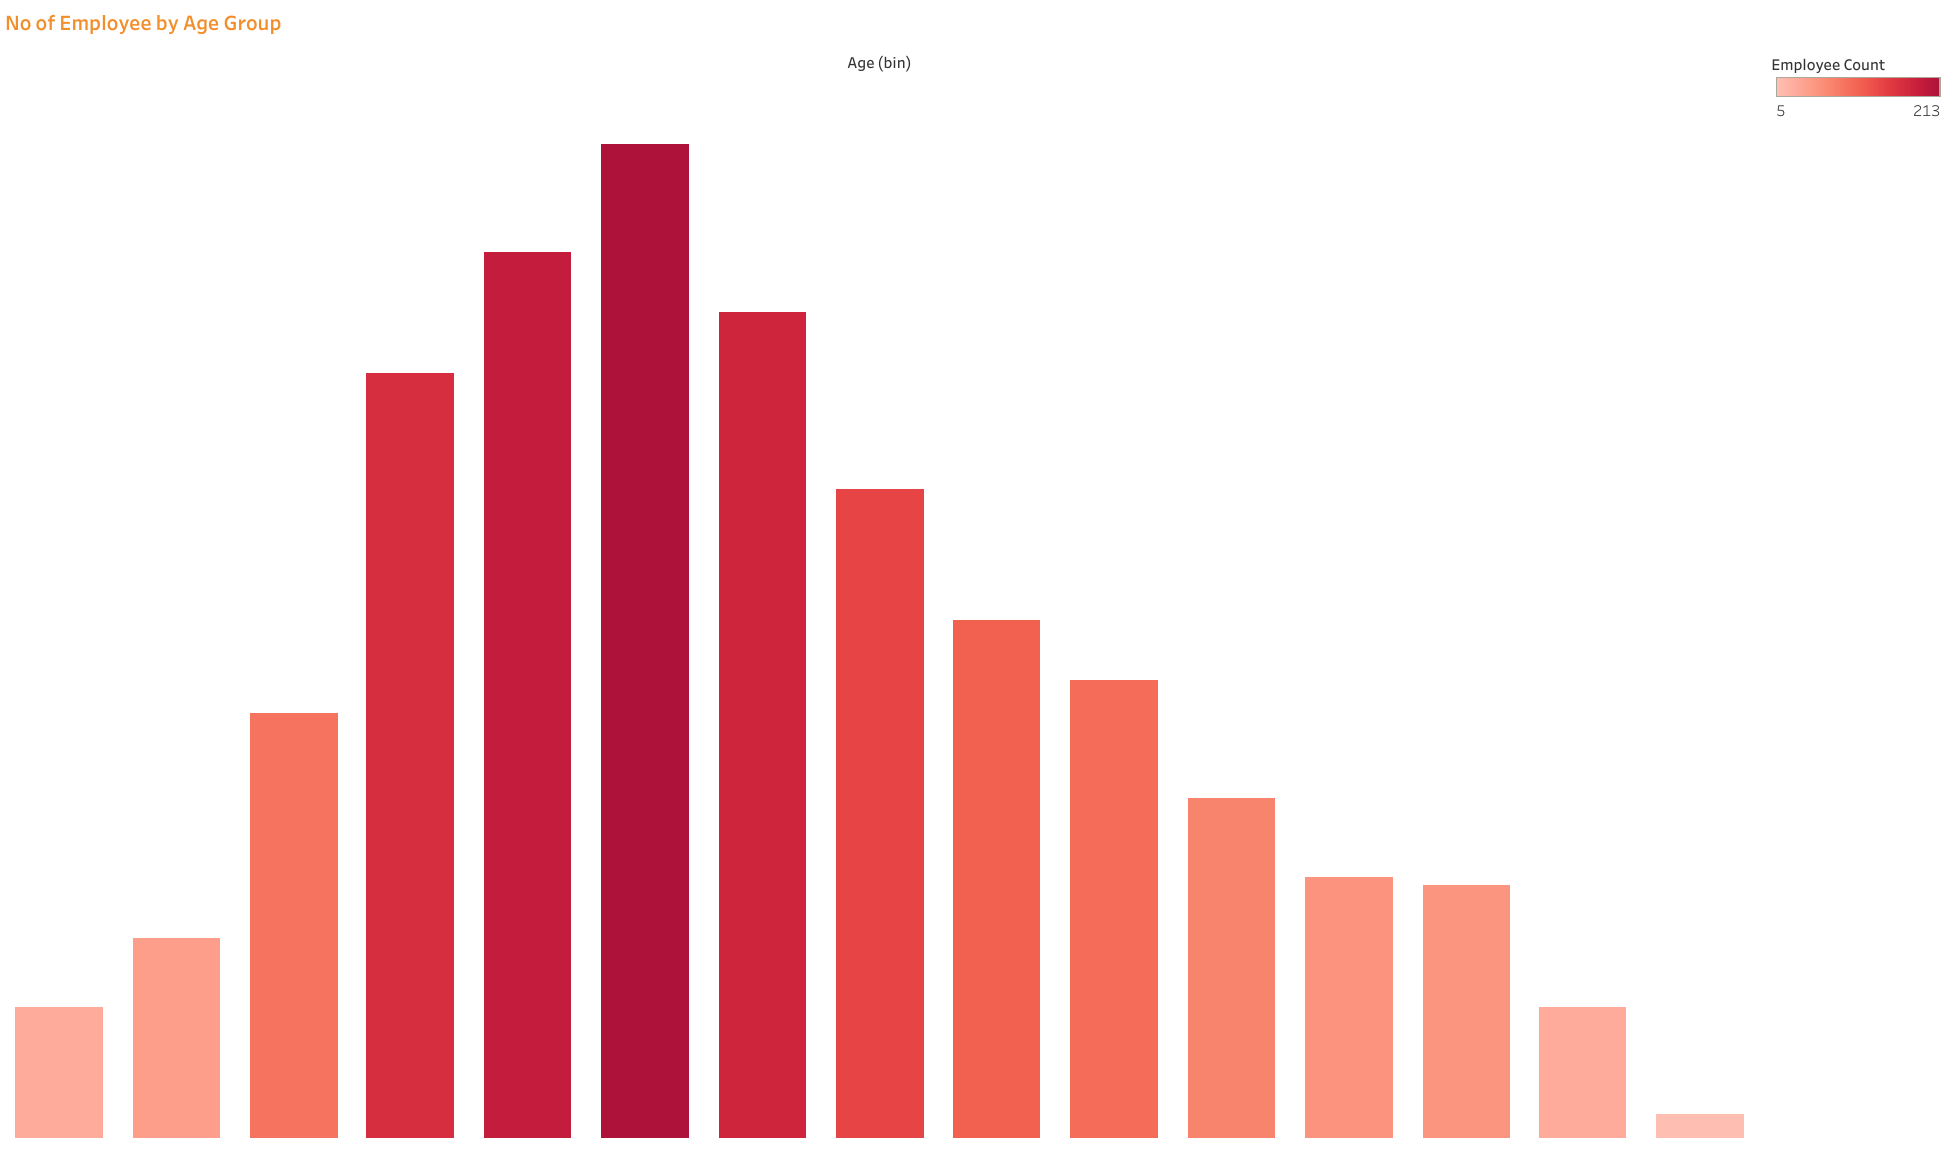 No of Employee by Age Group
Age (bin)
Employee Count
5 213